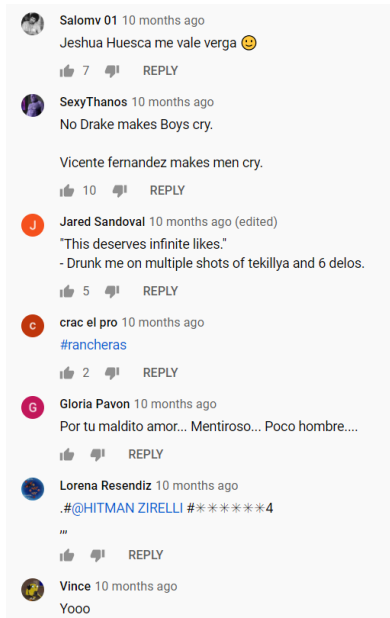 Salomv 01 10 months ago
Jeshua Huesca me vale verga 🙂
7 REPLY
SexyThanos 10 months ago
No Drake makes Boys cry.
Vicente fernandez makes men cry.
10 REPLY
J
Jared Sandoval 10 months ago (edited)
"This deserves infinite likes."
- Drunk me on multiple shots of tekillya and 6 delos.
5 REPLY
c
crac el pro 10 months ago
#rancheras
2 REPLY
G
Gloria Pavon 10 months ago
Por tu maldito amor... Mentiroso... Poco hombre....
REPLY
Lorena Resendiz 10 months ago
.#@HITMAN ZIRELLI #✳✳✳✳✳✳4
,,,
REPLY
Vince 10 months ago
Yooo